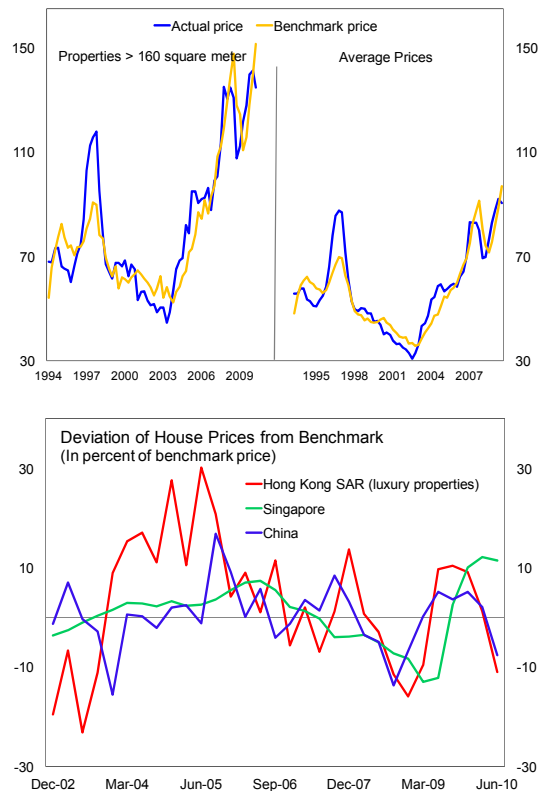 Actual price
Benchmark price
150
150
Properties > 160 square meter
Average Prices
110
110
70
70
30
30
1994
1997
2000
2003
2006
2009
1995
1998
2001
2004
2007
Deviation of House Prices from Benchmark
(In percent of benchmark price)
30
30
Hong Kong SAR (luxury properties)
Singapore
China
10
10
-10
-10
-30
-30
Dec-02
Mar-04
Jun-05
Sep-06
Dec-07
Mar-09
Jun-10